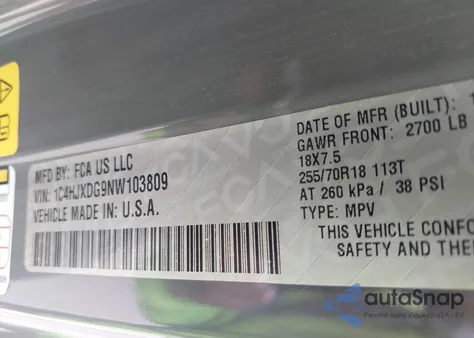 MFD BY: FCA US LLC
VIN: 1C4HJXDG9NW103809
VEHICLE MADE IN: U.S.A.
DATE OF MFR (BUILT): 1
GAWR FRONT: 2700 LB
18X7.5
255/70R18 113T
AT 260 kPa / 38 PSI
TYPE: MPV
THIS VEHICLE CONFO
SAFETY AND THE
autoSnap